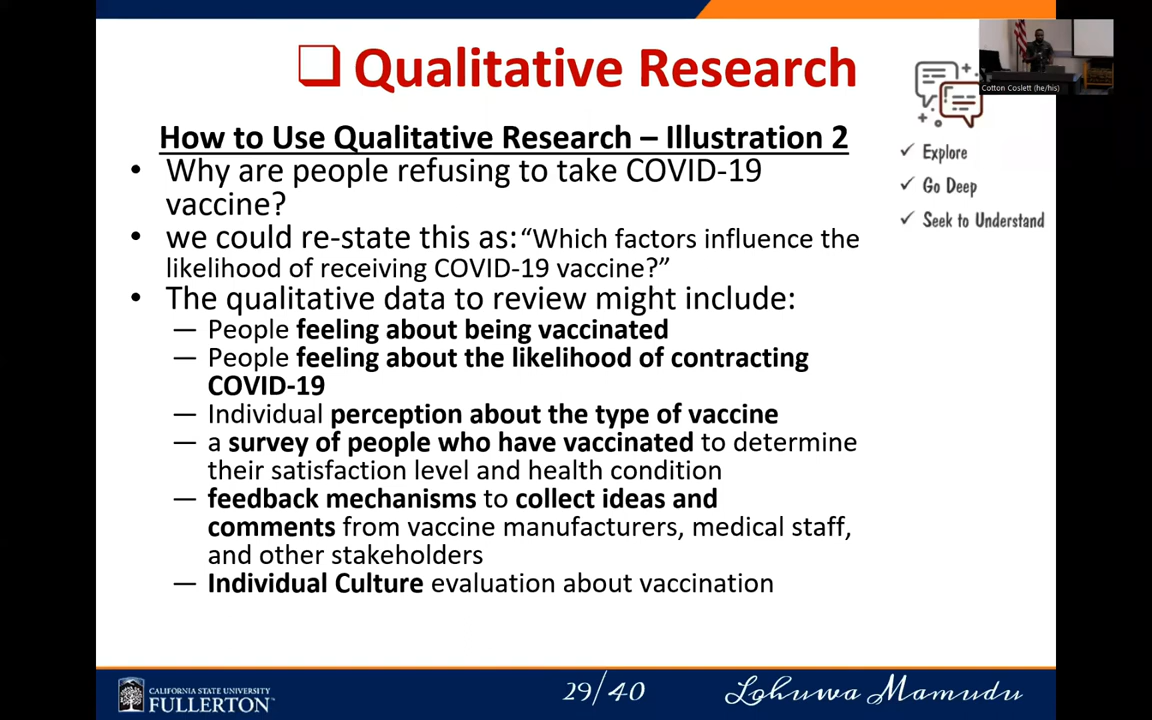 ❑ Qualitative Research
How to Use Qualitative Research – Illustration 2
• Why are people refusing to take COVID-19
vaccine?
• we could re-state this as: “Which factors influence the
likelihood of receiving COVID-19 vaccine?”
• The qualitative data to review might include:
— People feeling about being vaccinated
— People feeling about the likelihood of contracting
COVID-19
— Individual perception about the type of vaccine
— a survey of people who have vaccinated to determine
their satisfaction level and health condition
— feedback mechanisms to collect ideas and
comments from vaccine manufacturers, medical staff,
and other stakeholders
— Individual Culture evaluation about vaccination
Cotton Coslett (he/his)
✓ Explore
✓ Go Deep
✓ Seek to Understand
CALIFORNIA STATE UNIVERSITY
FULLERTON
29/40
Lohuwa Mamudu